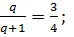 q/(q+1) = 3/4;